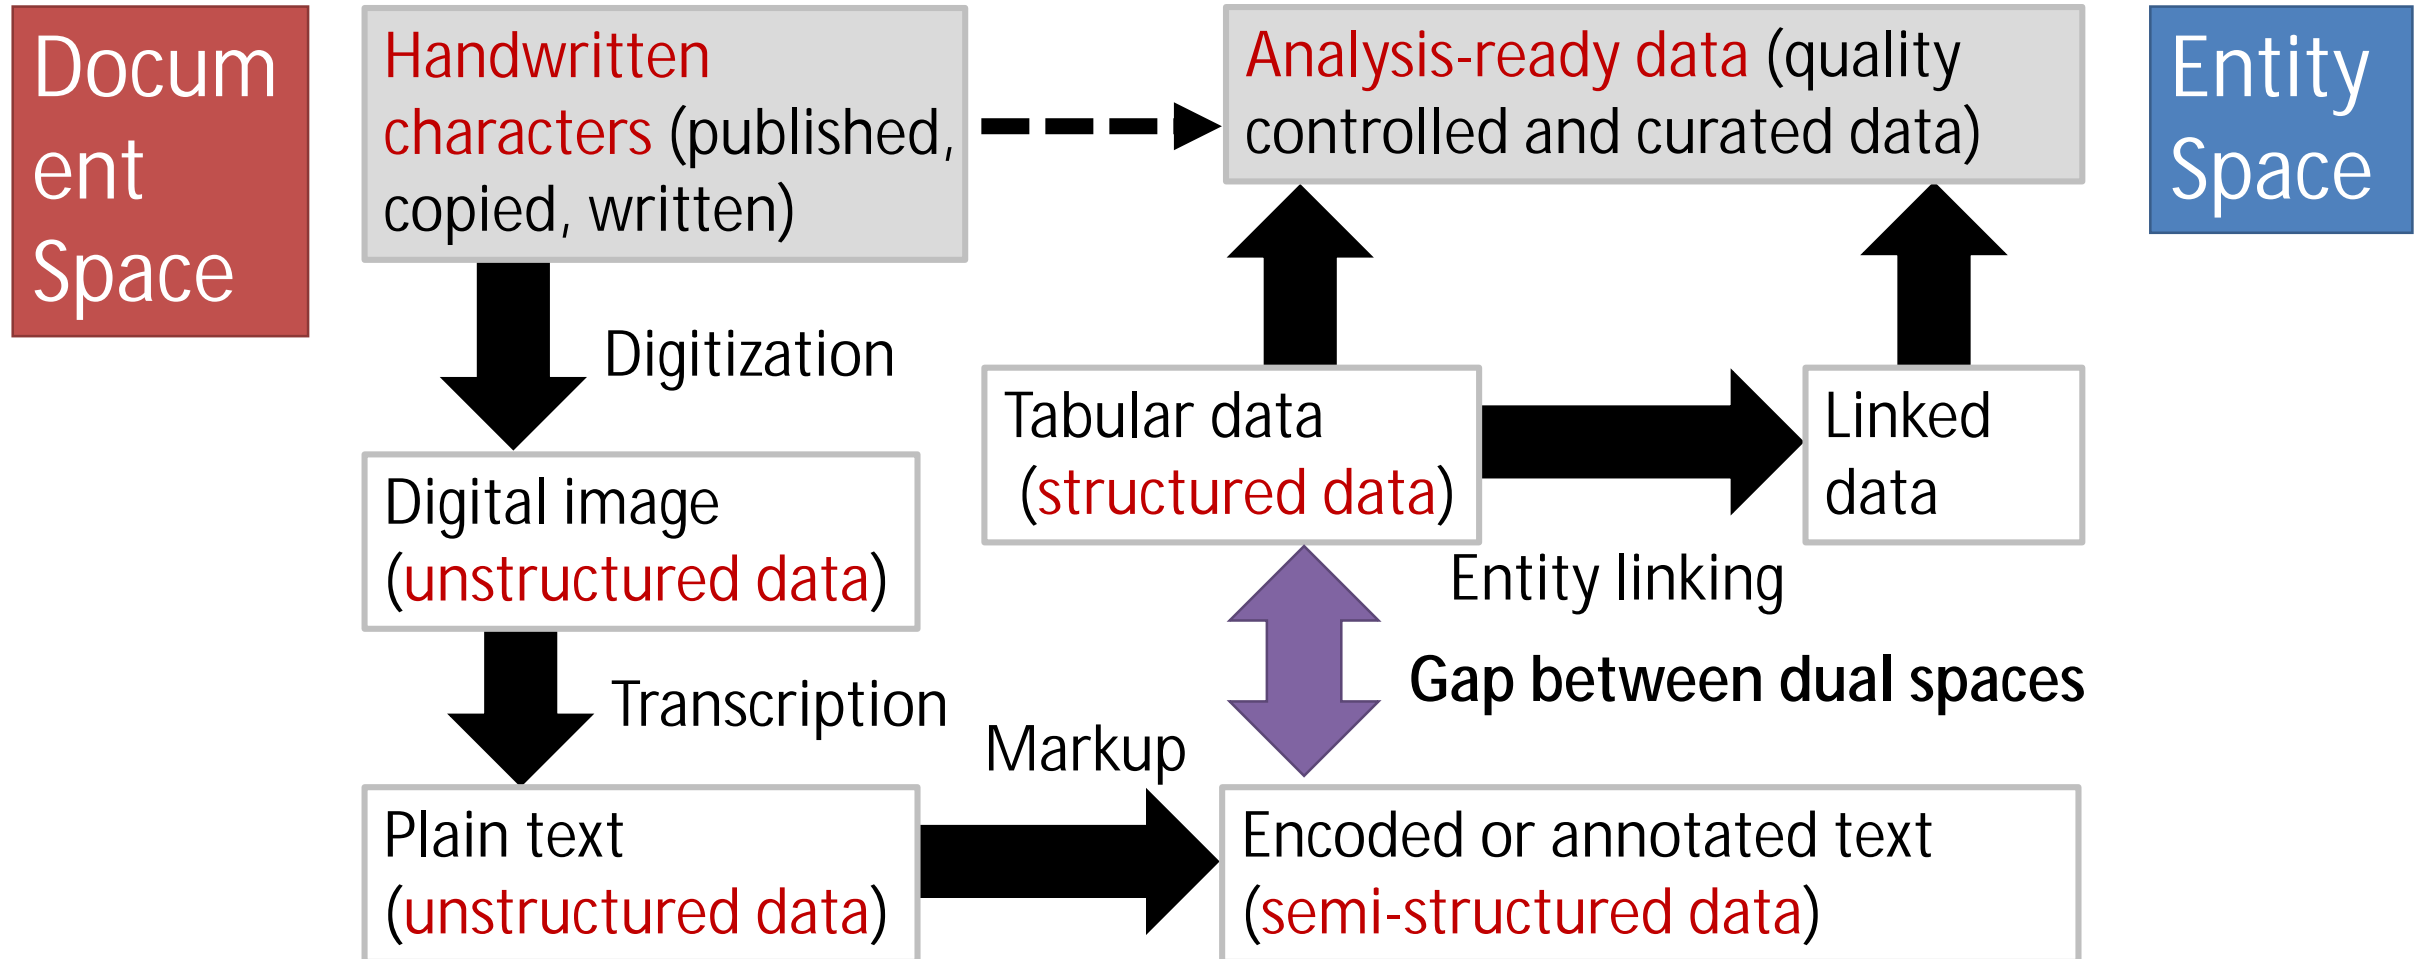 Docum
ent
Space
Handwritten
characters (published,
copied, written)
Analysis-ready data (quality
controlled and curated data)
Entity
Space
Digitization
Tabular data
(structured data)
Linked
data
Digital image
(unstructured data)
Entity linking
Gap between dual spaces
Transcription
Markup
Plain text
(unstructured data)
Encoded or annotated text
(semi-structured data)